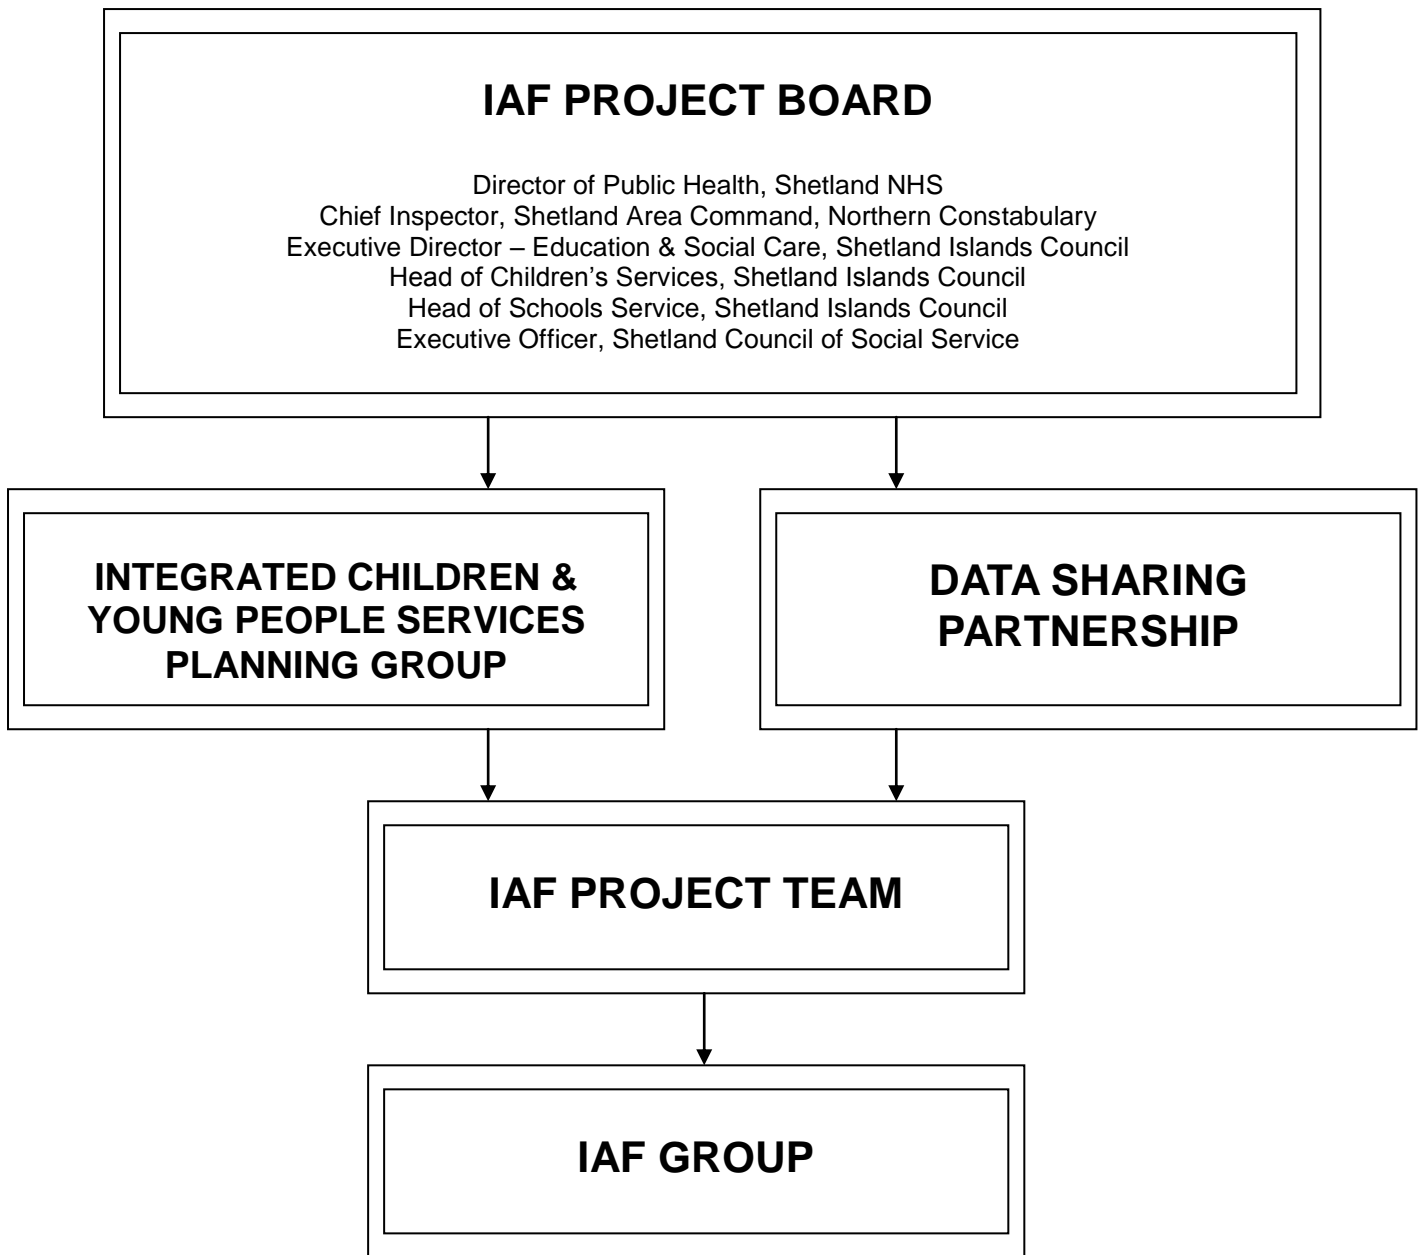 IAF PROJECT BOARD
Director of Public Health, Shetland NHS
Chief Inspector, Shetland Area Command, Northern Constabulary
Executive Director – Education & Social Care, Shetland Islands Council
Head of Children’s Services, Shetland Islands Council
Head of Schools Service, Shetland Islands Council
Executive Officer, Shetland Council of Social Service
INTEGRATED CHILDREN &
YOUNG PEOPLE SERVICES
PLANNING GROUP
DATA SHARING
PARTNERSHIP
IAF PROJECT TEAM
IAF GROUP